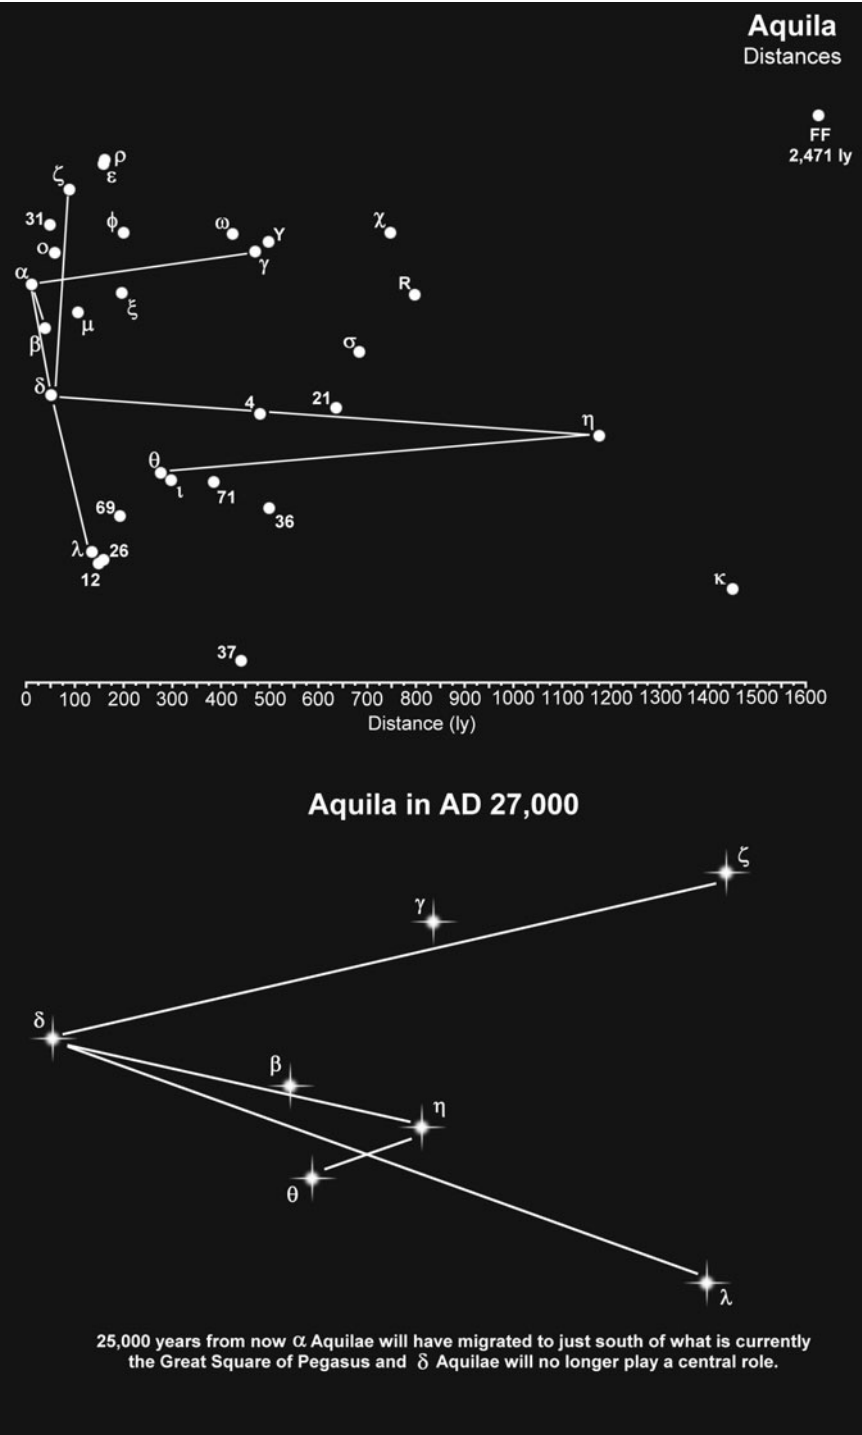 Aquila
Distances
FF
2,471 ly
ρ
ε
ζ
31
ο
φ
ω
Y
γ
χ
α
R
ξ
μ
β
σ
δ
4
21
η
θ
ι
71
69
36
λ
26
12
κ
37
0 100 200 300 400 500 600 700 800 900 1000 1100 1200 1300 1400 1500 1600
Distance (ly)
Aquila in AD 27,000
ζ
γ
δ
β
η
θ
λ
25,000 years from now α Aquilae will have migrated to just south of what is currently
the Great Square of Pegasus and δ Aquilae will no longer play a central role.